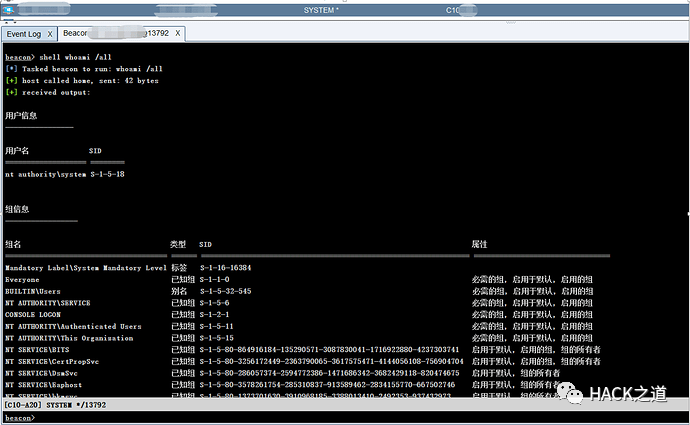 SYSTEM *
C10
Event Log X
Beacon 13792 X
beacon> shell whoami /all
[*] Tasked beacon to run: whoami /all
[+] host called home, sent: 42 bytes
[+] received output:
用户信息
用户名 SID
nt authority\system S-1-5-18
组信息
组名 类型 SID 属性
Mandatory Label\System Mandatory Level 标签 S-1-16-16384
Everyone 已知组 S-1-1-0 必需的组, 启用于默认, 启用的组
BUILTIN\Users 别名 S-1-5-32-545 必需的组, 启用于默认, 启用的组
NT AUTHORITY\SERVICE 已知组 S-1-5-6 必需的组, 启用于默认, 启用的组
CONSOLE LOGON 已知组 S-1-2-1 必需的组, 启用于默认, 启用的组
NT AUTHORITY\Authenticated Users 已知组 S-1-5-11 必需的组, 启用于默认, 启用的组
NT AUTHORITY\This Organisation 已知组 S-1-5-15 必需的组, 启用于默认, 启用的组
NT SERVICE\BITS 已知组 S-1-5-80-864916184-135290571-3087830041-1716922880-4237303741 启用于默认, 启用的组, 组的所有者
NT SERVICE\CertPropSvc 已知组 S-1-5-80-3256172449-2363790065-3617575471-4144056108-756904704 启用于默认, 启用的组, 组的所有者
NT SERVICE\DsmSvc 已知组 S-1-5-80-286057374-2594772386-1471686342-3682429118-820474675 启用于默认, 组的所有者
NT SERVICE\Eaphost 已知组 S-1-5-80-3578261754-285310837-913589462-2834155770-667502746 启用于默认, 组的所有者
NT SERVICE\hkmsvc 已知组 S-1-5-80-1373701630-3910968185-3388013410-2492353-937432973
HACK之道
[C10-A20] SYSTEM */13792
beacon>